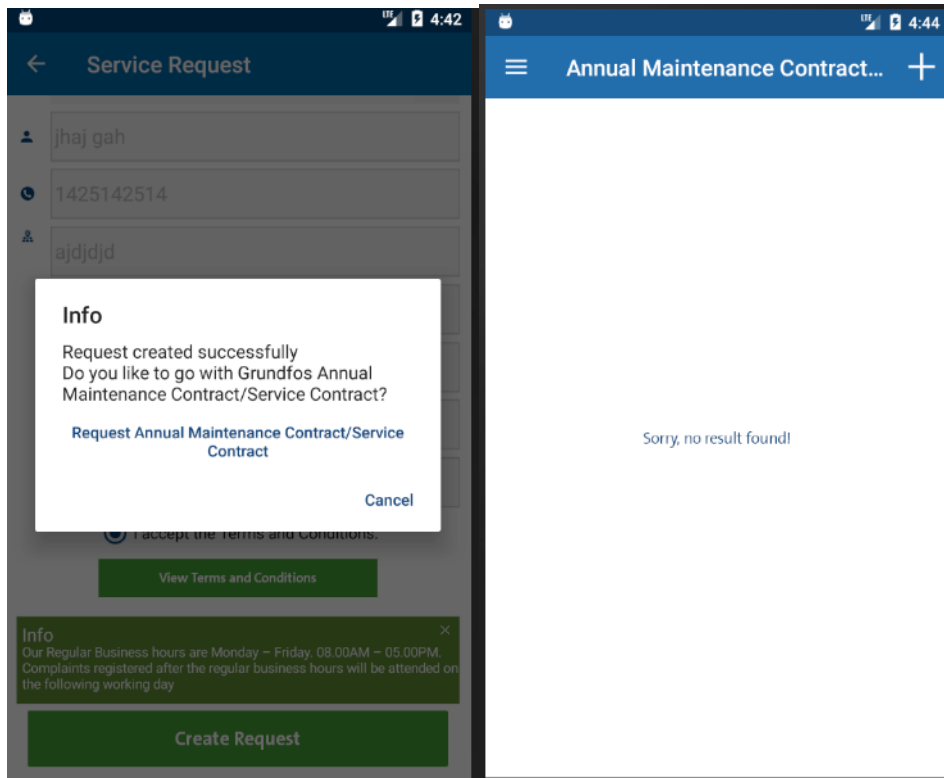 4:42
Service Request
jhaj gah
1425142514
ajdjdjd
Info
Request created successfully
Do you like to go with Grundfos Annual
Maintenance Contract/Service Contract?
Request Annual Maintenance Contract/Service
Contract
Cancel
I accept the Terms and Conditions.
View Terms and Conditions
Info
Our Regular Business hours are Monday – Friday. 08.00AM – 05.00PM.
Complaints registered after the regular business hours will be attended on
the following working day
Create Request
LTE 4:44
Annual Maintenance Contract...
Sorry, no result found!